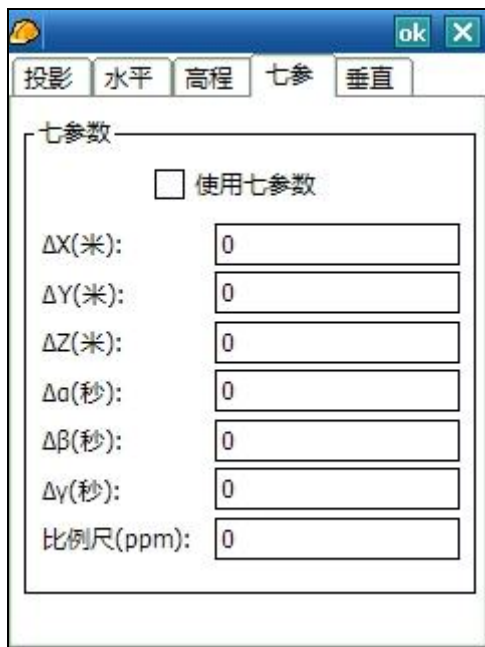 ok
投影 水平 高程 七参 垂直
七参数
使用七参数
ΔX(米): 0
ΔY(米): 0
ΔZ(米): 0
Δα(秒): 0
Δβ(秒): 0
Δγ(秒): 0
比例尺(ppm): 0